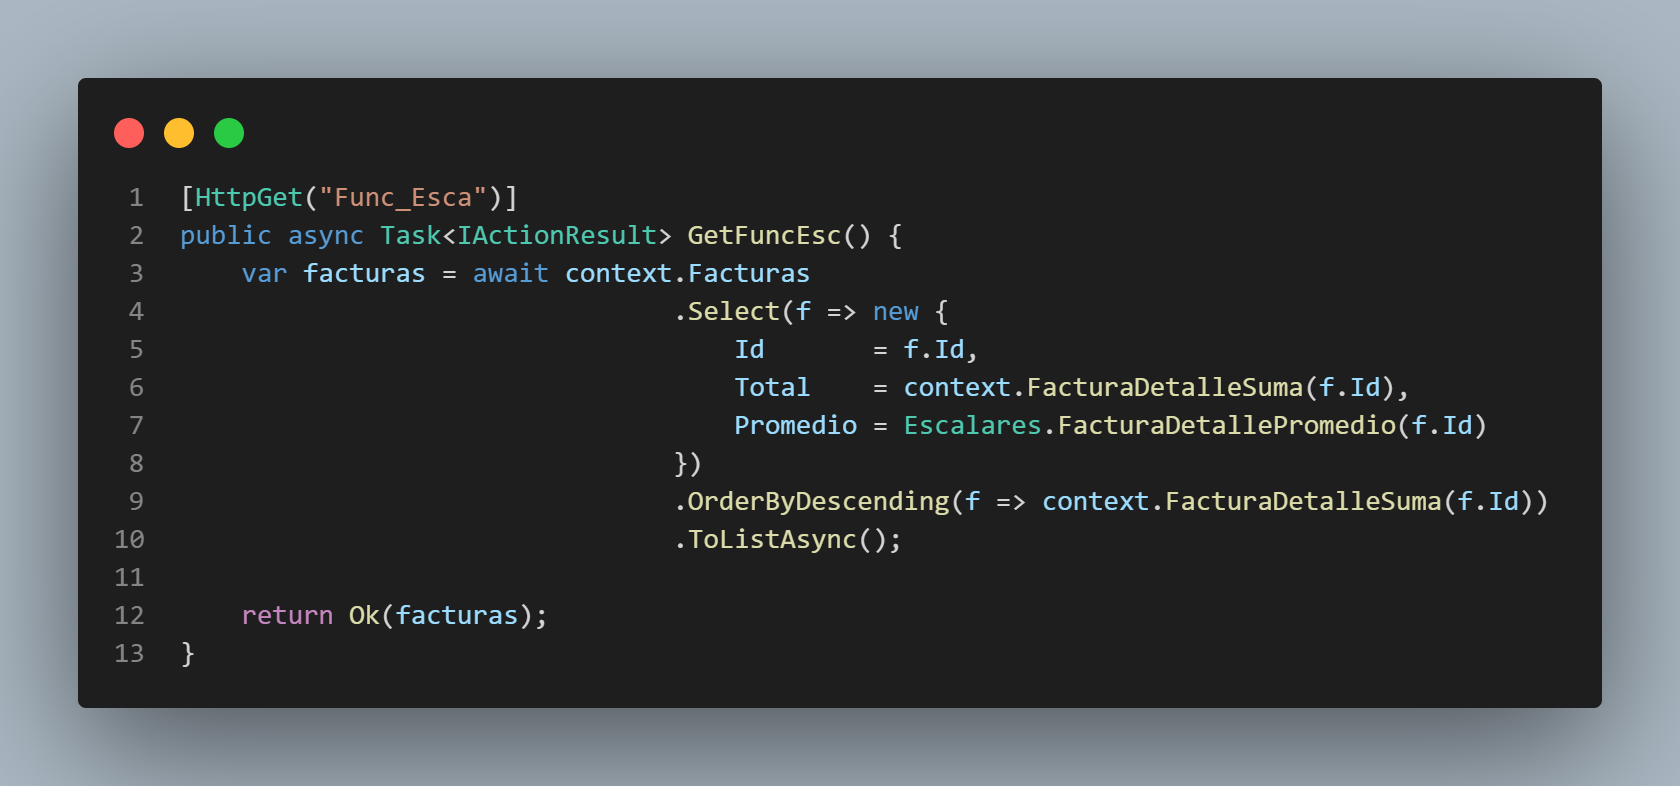 1 [HttpGet("Func_Esca")]
2 public async Task<IActionResult> GetFuncEsc() {
3     var facturas = await context.Facturas
4                                 .Select(f => new {
5                                     Id       = f.Id,
6                                     Total    = context.FacturaDetalleSuma(f.Id),
7                                     Promedio = Escalares.FacturaDetallePromedio(f.Id)
8                                 })
9                                 .OrderByDescending(f => context.FacturaDetalleSuma(f.Id))
10                                 .ToListAsync();
11
12     return Ok(facturas);
13 }